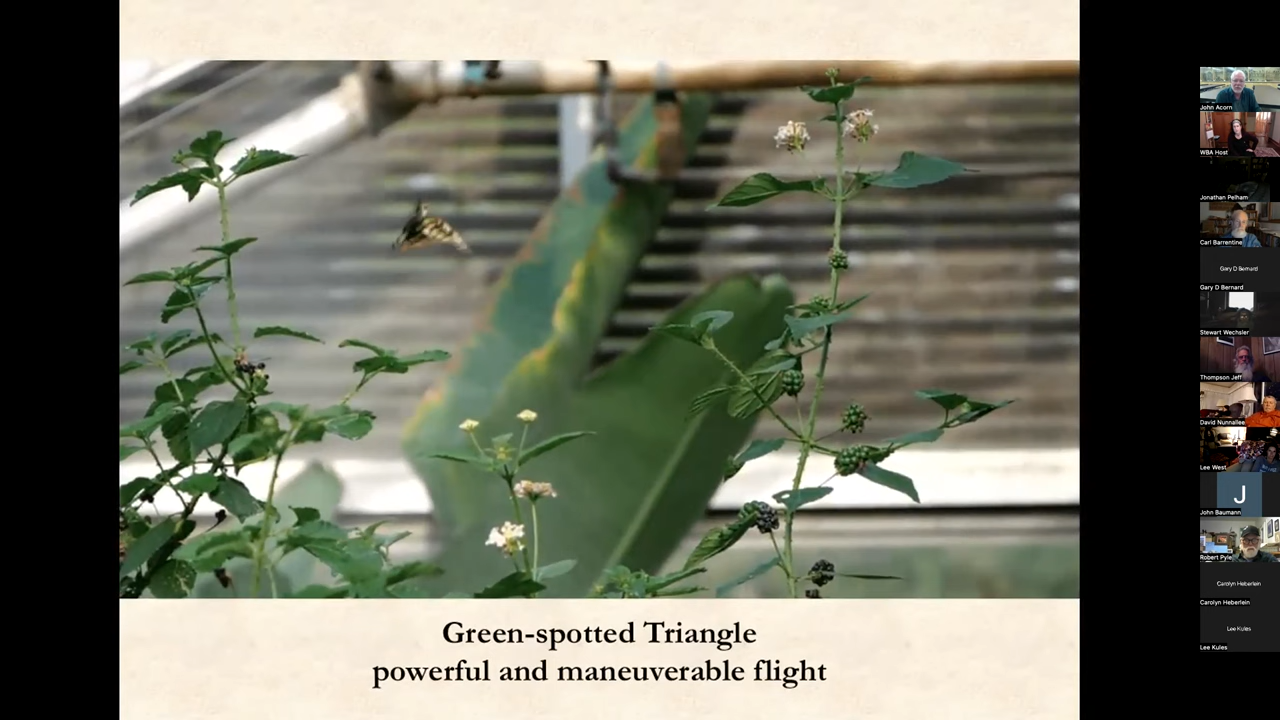 Green-spotted Triangle
powerful and maneuverable flight
John Acorn
WBA Host
Jonathan Pelham
Carl Barrentine
Gary D Bernard
Gary D Bernard
Stewart Wechsler
Thompson Jeff
David Nunnallee
Lee West
J
John Baumann
Robert Pyle
Carolyn Heberlein
Carolyn Heberlein
Lee Kules
Lee Kules